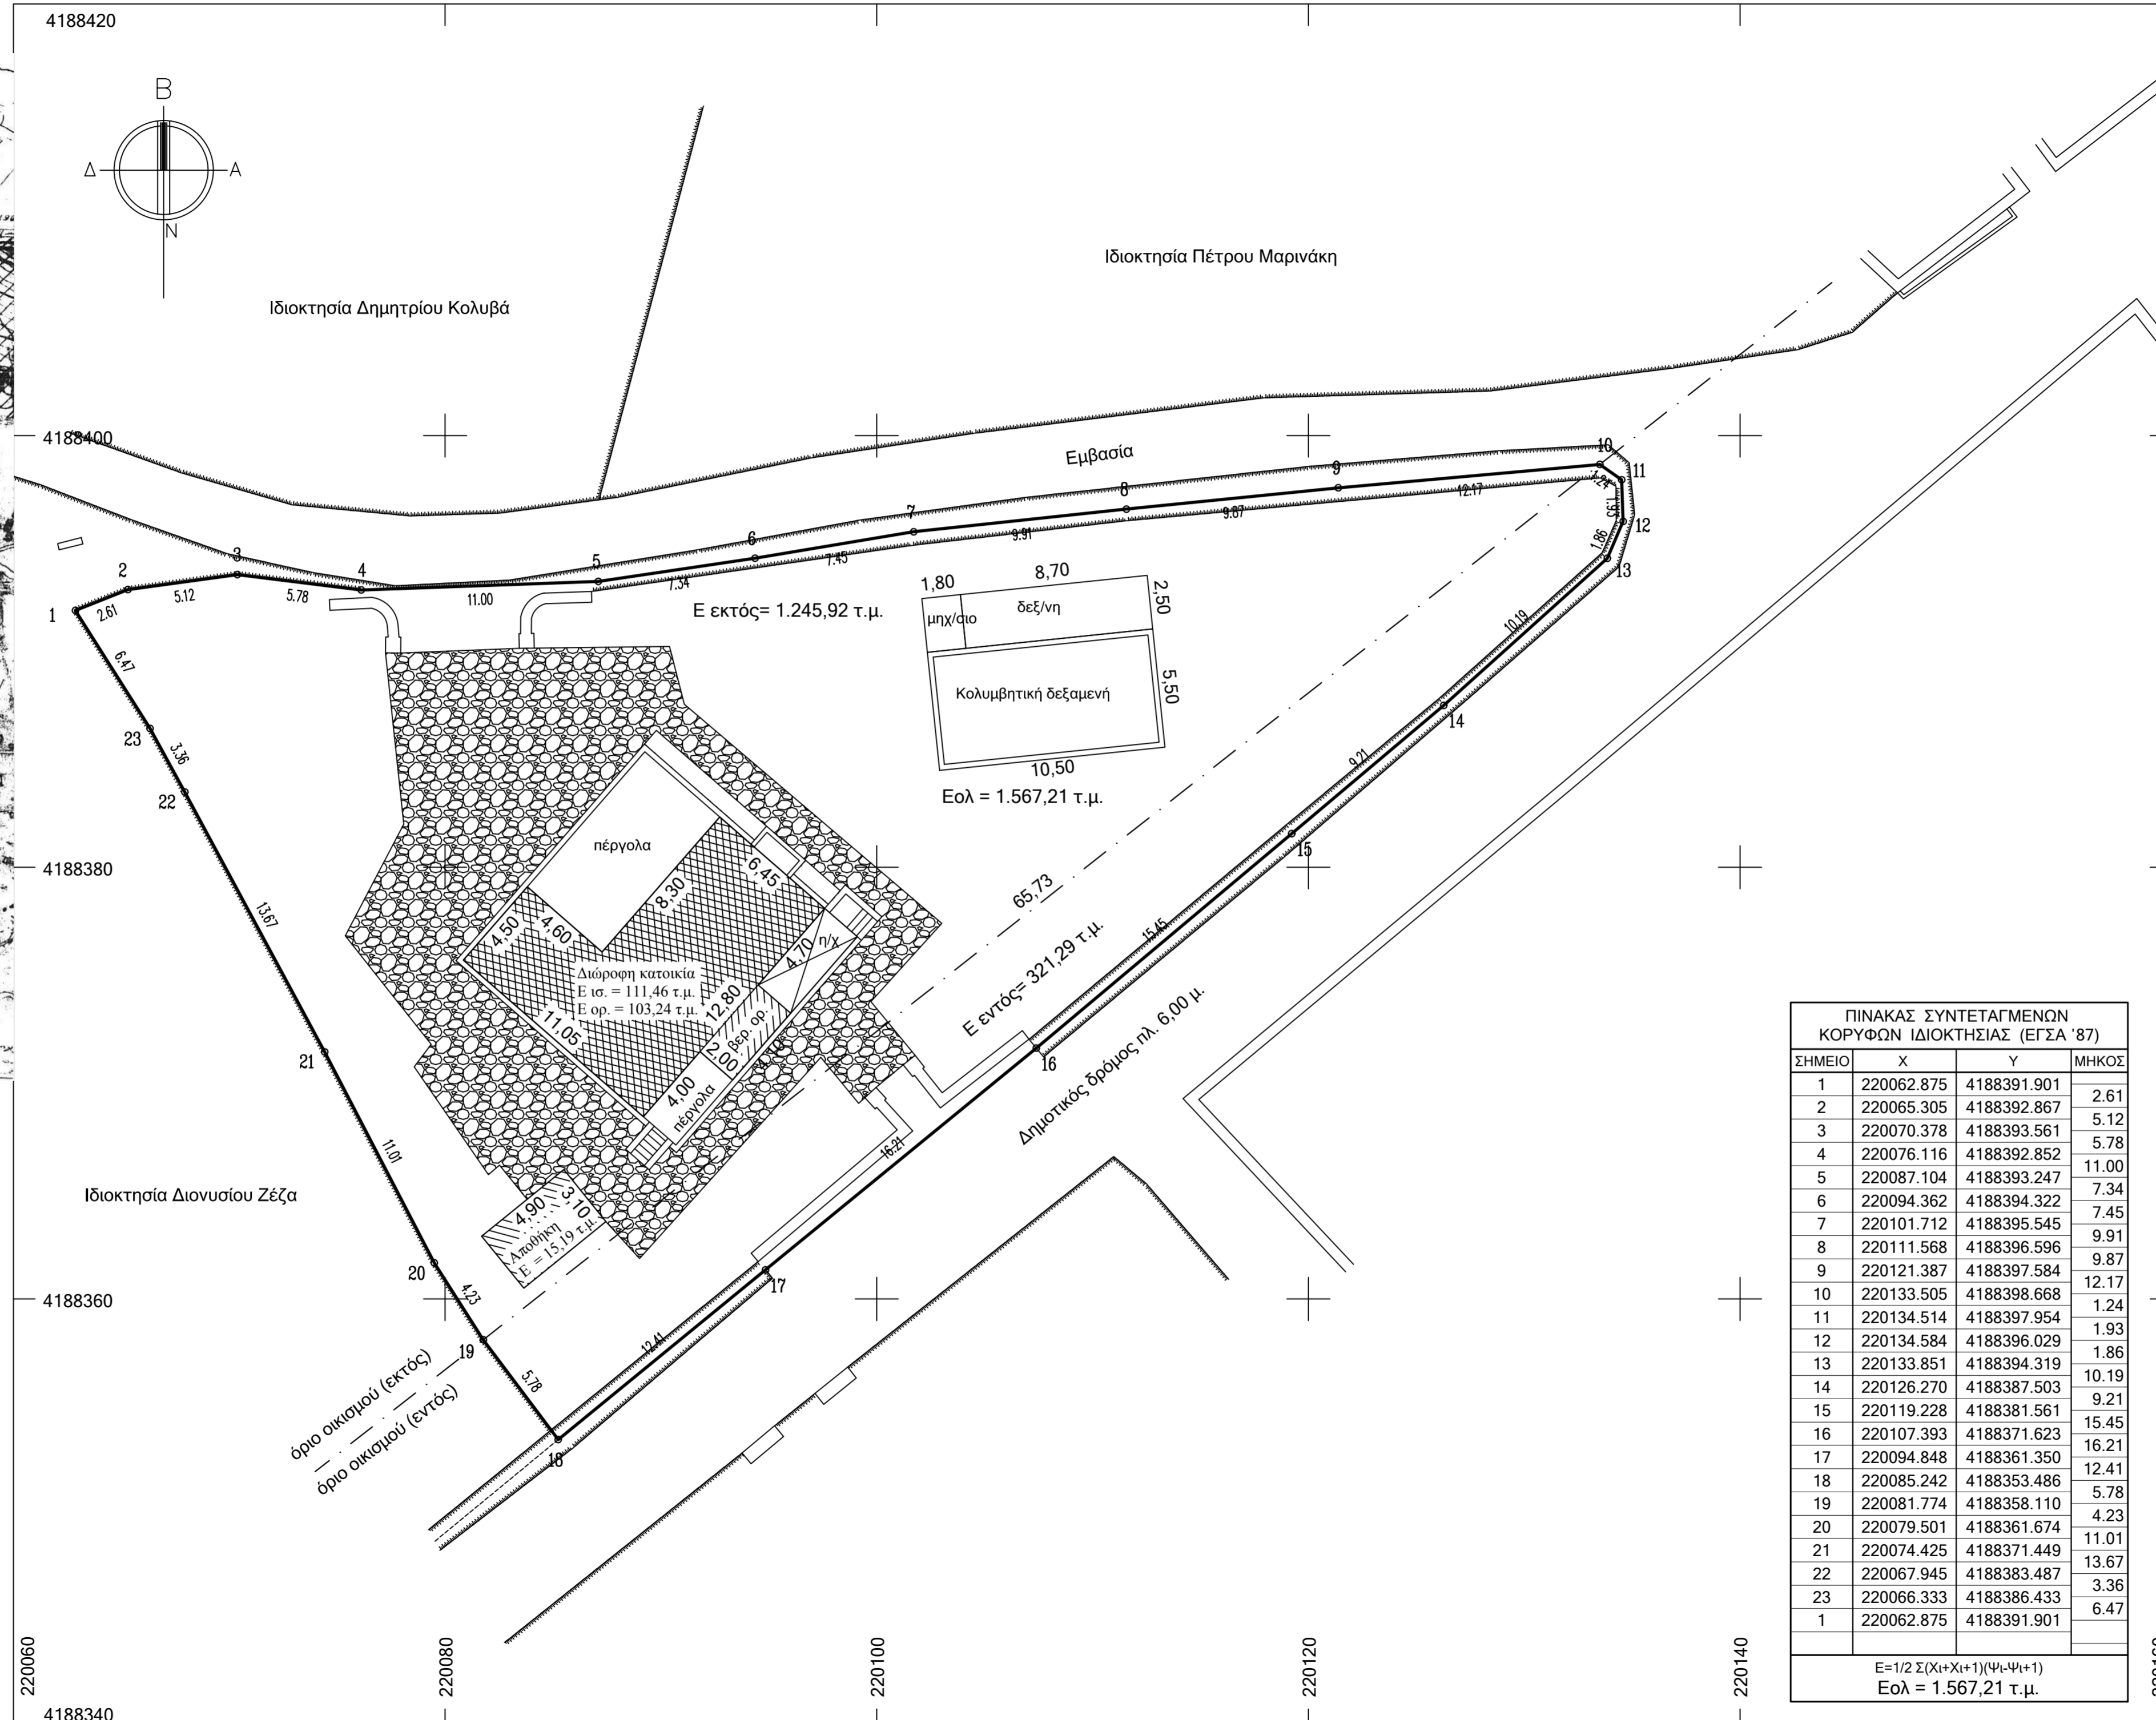 4188420
Β
Δ
Α
Ν
Ιδιοκτησία Δημητρίου Κολυβά
Ιδιοκτησία Πέτρου Μαρινάκη
4188400
Εμβασία
1
2
3
4
5
6
7
8
9
10
11
12
13
2.61
5.12
5.78
11.00
7.34
7.45
9.91
9.87
12.17
1.24
1.93
1.86
10.19
Ε εκτός= 1.245,92 τ.μ.
1,80
8,70
2,50
μηχ/σιο
δεξ/νη
Κολυμβητική δεξαμενή
5,50
10,50
Εολ = 1.567,21 τ.μ.
6.47
23
3.36
22
14
9.21
15
4188380
πέργολα
6,45
8,30
4,50
4,60
4,70
η/χ
Διώροφη κατοικία
Ε ισ. = 111,46 τ.μ.
Ε ορ. = 103,24 τ.μ.
12,80
βερ. ορ.
11,05
2,00
4,00
πέργολα
13.67
65,73
15.45
Ε εντός= 321,29 τ.μ.
Δημοτικός δρόμος πλ. 6,00 μ.
21
16
11.01
16.21
Ιδιοκτησία Διονυσίου Ζέζα
4,90
3,10
Αποθήκη
Ε = 15,19 τ.μ.
20
4.23
17
4188360
19
12.41
5.78
18
όριο οικισμού (εκτός)
όριο οικισμού (εντός)
220060
220080
220100
220120
220140
4188340
ΠΙΝΑΚΑΣ ΣΥΝΤΕΤΑΓΜΕΝΩΝ
ΚΟΡΥΦΩΝ ΙΔΙΟΚΤΗΣΙΑΣ (ΕΓΣΑ '87)
ΣΗΜΕΙΟ Χ Υ ΜΗΚΟΣ
1 220062.875 4188391.901
2.61
2 220065.305 4188392.867
5.12
3 220070.378 4188393.561
5.78
4 220076.116 4188392.852
11.00
5 220087.104 4188393.247
7.34
6 220094.362 4188394.322
7.45
7 220101.712 4188395.545
9.91
8 220111.568 4188396.596
9.87
9 220121.387 4188397.584
12.17
10 220133.505 4188398.668
1.24
11 220134.514 4188397.954
1.93
12 220134.584 4188396.029
1.86
13 220133.851 4188394.319
10.19
14 220126.270 4188387.503
9.21
15 220119.228 4188381.561
15.45
16 220107.393 4188371.623
16.21
17 220094.848 4188361.350
12.41
18 220085.242 4188353.486
5.78
19 220081.774 4188358.110
4.23
20 220079.501 4188361.674
11.01
21 220074.425 4188371.449
13.67
22 220067.945 4188383.487
3.36
23 220066.333 4188386.433
6.47
1 220062.875 4188391.901
Ε=1/2 Σ(Χι+Χι+1)(Ψι-Ψι+1)
Εολ = 1.567,21 τ.μ.